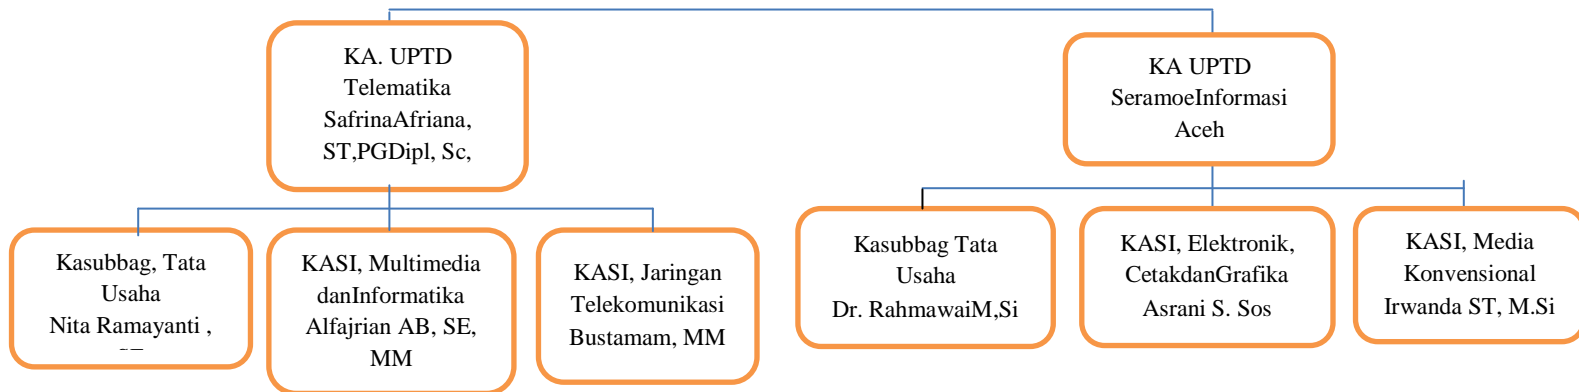 KA. UPTD
Telematika
SafrinaAfriana,
ST,PGDipl, Sc,
KA UPTD
SeramoeInformasi
Aceh
Kasubbag, Tata
Usaha
Nita Ramayanti ,
KASI, Multimedia
danInformatika
Alfajrian AB, SE,
MM
KASI, Jaringan
Telekomunikasi
Bustamam, MM
Kasubbag Tata
Usaha
Dr. RahmawaiM,Si
KASI, Elektronik,
CetakdanGrafika
Asrani S. Sos
KASI, Media
Konvensional
Irwanda ST, M.Si